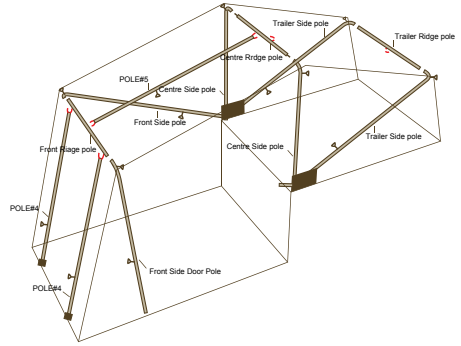 Trailer Side pole
Trailer Ridge pole
Centre Rrdge pole
POLE#5
Centre Side pole
Front Side pole
Trailer Side pole
Centre Side pole
Front Riage pole
POLE#4
Front Side Door Pole
POLE#4